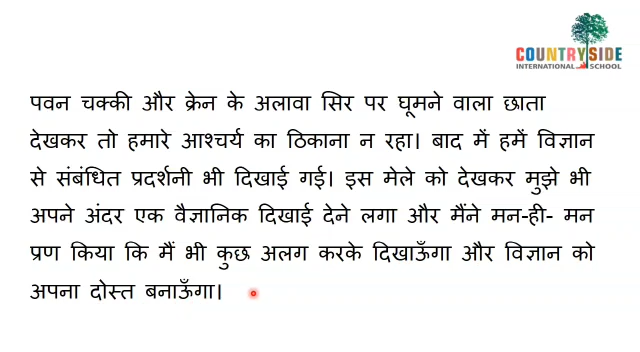 COUNTRYSIDE
INTERNATIONAL SCHOOL
पवन चक्की और क्रेन के अलावा सिर पर घूमने वाला छाता
देखकर तो हमारे आश्चर्य का ठिकाना न रहा। बाद में हमें विज्ञान
से संबंधित प्रदर्शनी भी दिखाई गई। इस मेले को देखकर मुझे भी
अपने अंदर एक वैज्ञानिक दिखाई देने लगा और मैंने मन-ही- मन
प्रण किया कि मैं भी कुछ अलग करके दिखाऊँगा और विज्ञान को
अपना दोस्त बनाऊँगा।